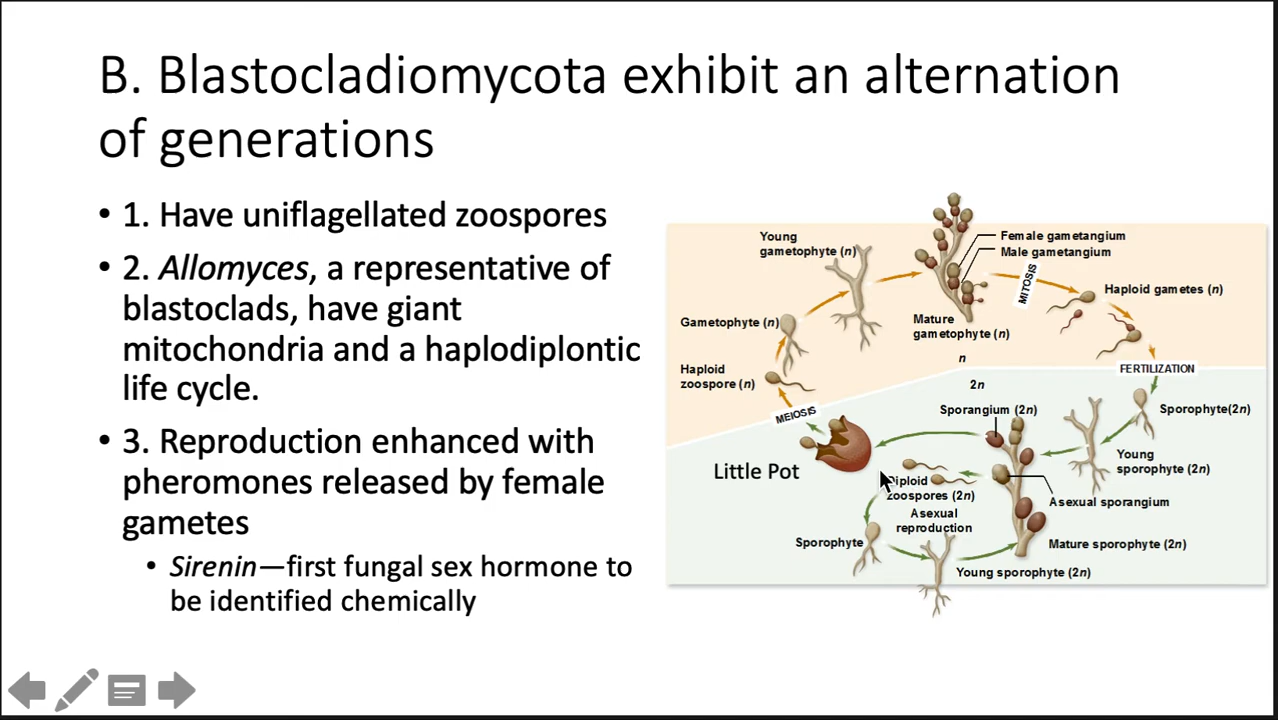 B. Blastocladiomycota exhibit an alternation
of generations
• 1. Have uniflagellated zoospores
• 2. Allomyces, a representative of
blastoclads, have giant
mitochondria and a haplodiplontic
life cycle.
• 3. Reproduction enhanced with
pheromones released by female
gametes
• Sirenin—first fungal sex hormone to
be identified chemically
Young
gametophyte (n)
Female gametangium
Male gametangium
MITOSIS
Haploid gametes (n)
Gametophyte (n)
Mature
gametophyte (n)
Haploid
zoospore (n)
n
FERTILIZATION
2n
MEIOSIS
Sporangium (2n)
Sporophyte(2n)
Little Pot
Young
sporophyte (2n)
Diploid
zoospores (2n)
Asexual sporangium
Asexual
reproduction
Sporophyte
Mature sporophyte (2n)
Young sporophyte (2n)